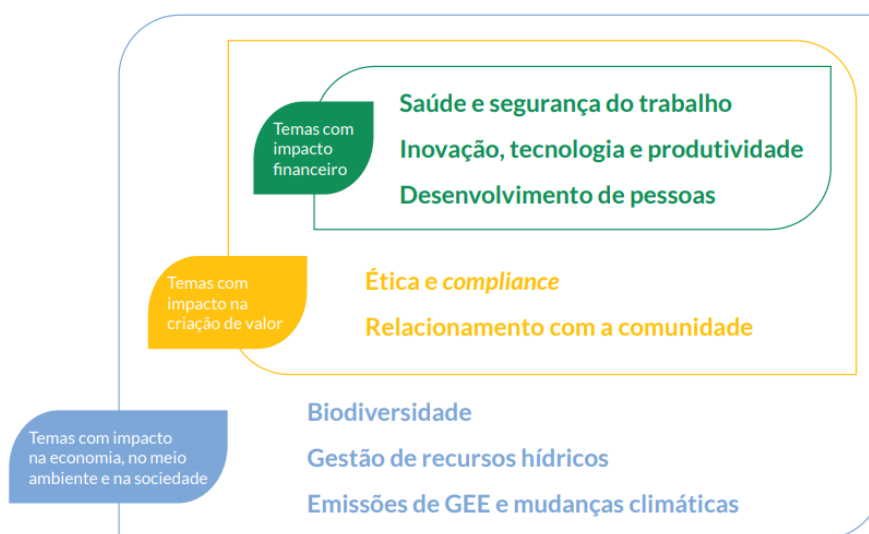 Temas com
impacto
financeiro
Saúde e segurança do trabalho
Inovação, tecnologia e produtividade
Desenvolvimento de pessoas
Temas com
impacto na
criação de valor
Ética e compliance
Relacionamento com a comunidade
Temas com impacto
na economia, no meio
ambiente e na sociedade
Biodiversidade
Gestão de recursos hídricos
Emissões de GEE e mudanças climáticas